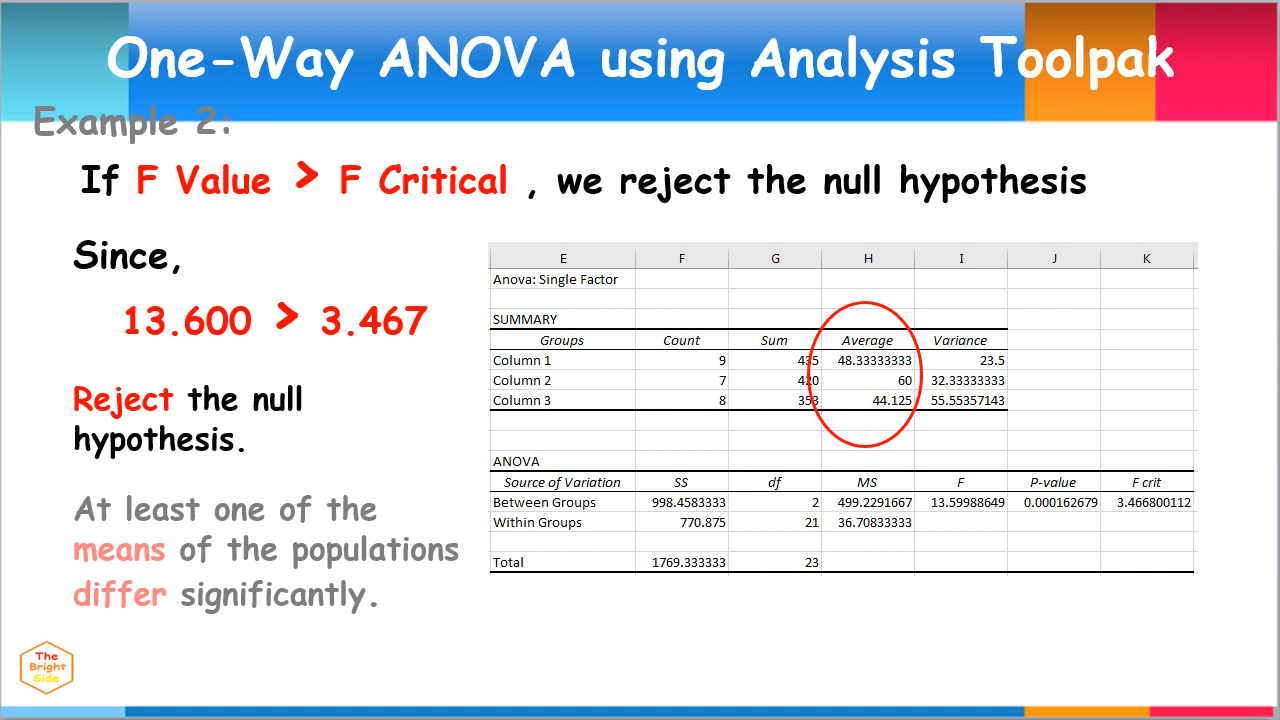 One-Way ANOVA using Analysis Toolpak
Example 2:
If F Value > F Critical , we reject the null hypothesis
Since,
13.600 > 3.467
Reject the null
hypothesis.
At least one of the
means of the populations
differ significantly.
E F G H I J K
Anova: Single Factor
SUMMARY
Groups Count Sum Average Variance
Column 1 9 435 48.33333333 23.5
Column 2 7 420 60 32.33333333
Column 3 8 353 44.125 55.55357143
ANOVA
Source of Variation SS df MS F P-value F crit
Between Groups 998.4583333 2 499.2291667 13.59988649 0.000162679 3.466800112
Within Groups 770.875 21 36.70833333
Total 1769.333333 23
The
Bright
Side